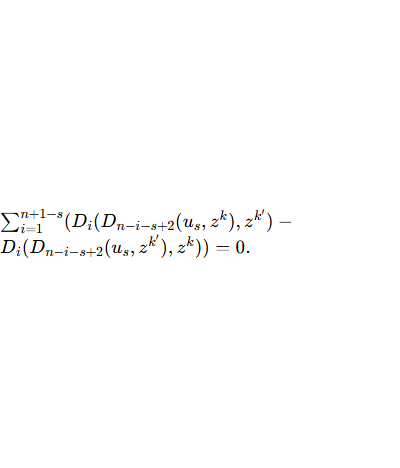 $\sum_{i=1}^{n+1-s}(D_i(D_{n-i-s+2}(u_s, z^k), z^{k'}) -$
$D_i(D_{n-i-s+2}(u_s, z^{k'}), z^k)) = 0.$